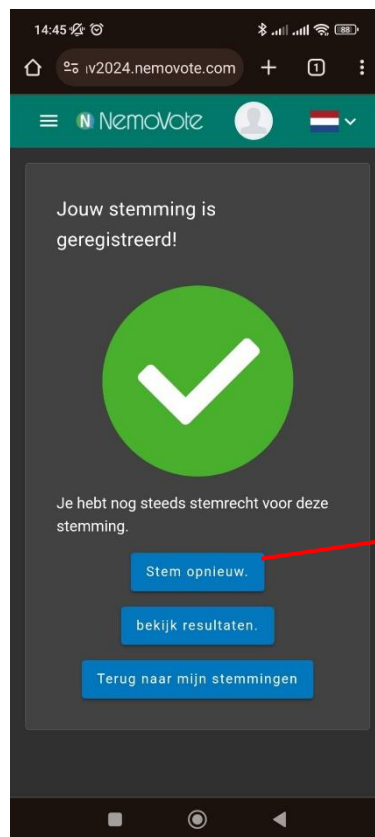 14:45
88
v2024.nemovote.com
1
N NemoVote
Jouw stemming is
geregistreerd!
Je hebt nog steeds stemrecht voor deze
stemming.
Stem opnieuw.
bekijk resultaten.
Terug naar mijn stemmingen